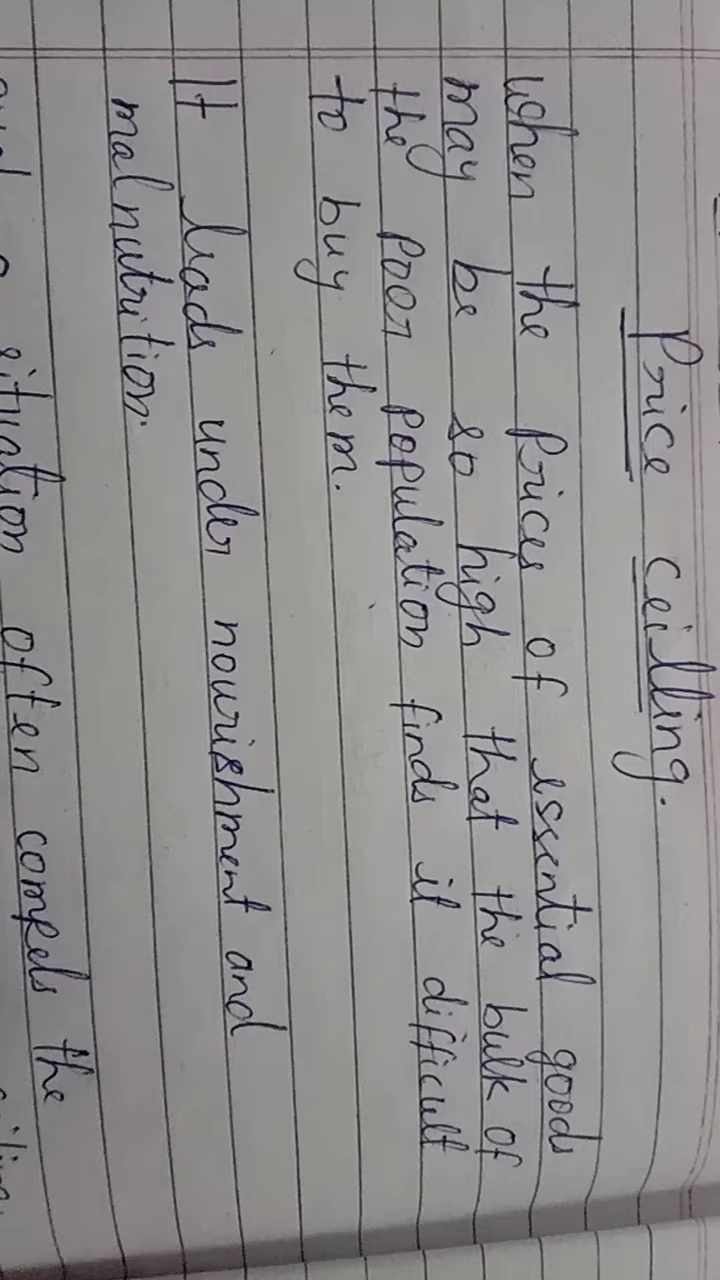 Price ceilling.
when the Prices of essential goods
may be so high that the bulk of
the poor population finds it difficult
to buy them.
It leads under nourishment and
malnutrition.
situation often compels the